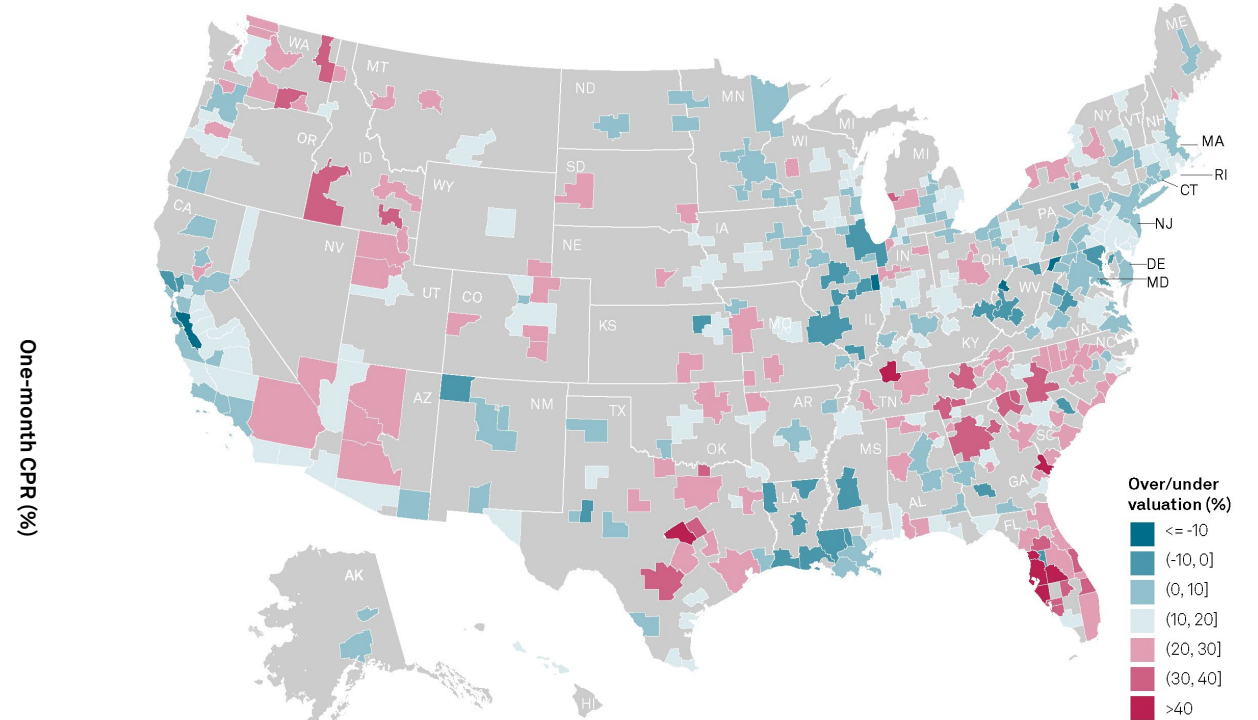 One-month CPR (%)
WA
MT
ND
MN
ME
OR
ID
SD
WI
MI
MI
NY
VT
NH
MA
RI
CT
WY
CA
NV
NE
IA
PA
NJ
UT
CO
IN
OH
DE
MD
WV
KS
MO
IL
VA
KY
NC
AZ
NM
TX
OK
AR
TN
MS
SC
LA
AL
GA
FL
AK
HI
Over/under
valuation (%)
<= -10
(-10, 0]
(0, 10]
(10, 20]
(20, 30]
(30, 40]
>40